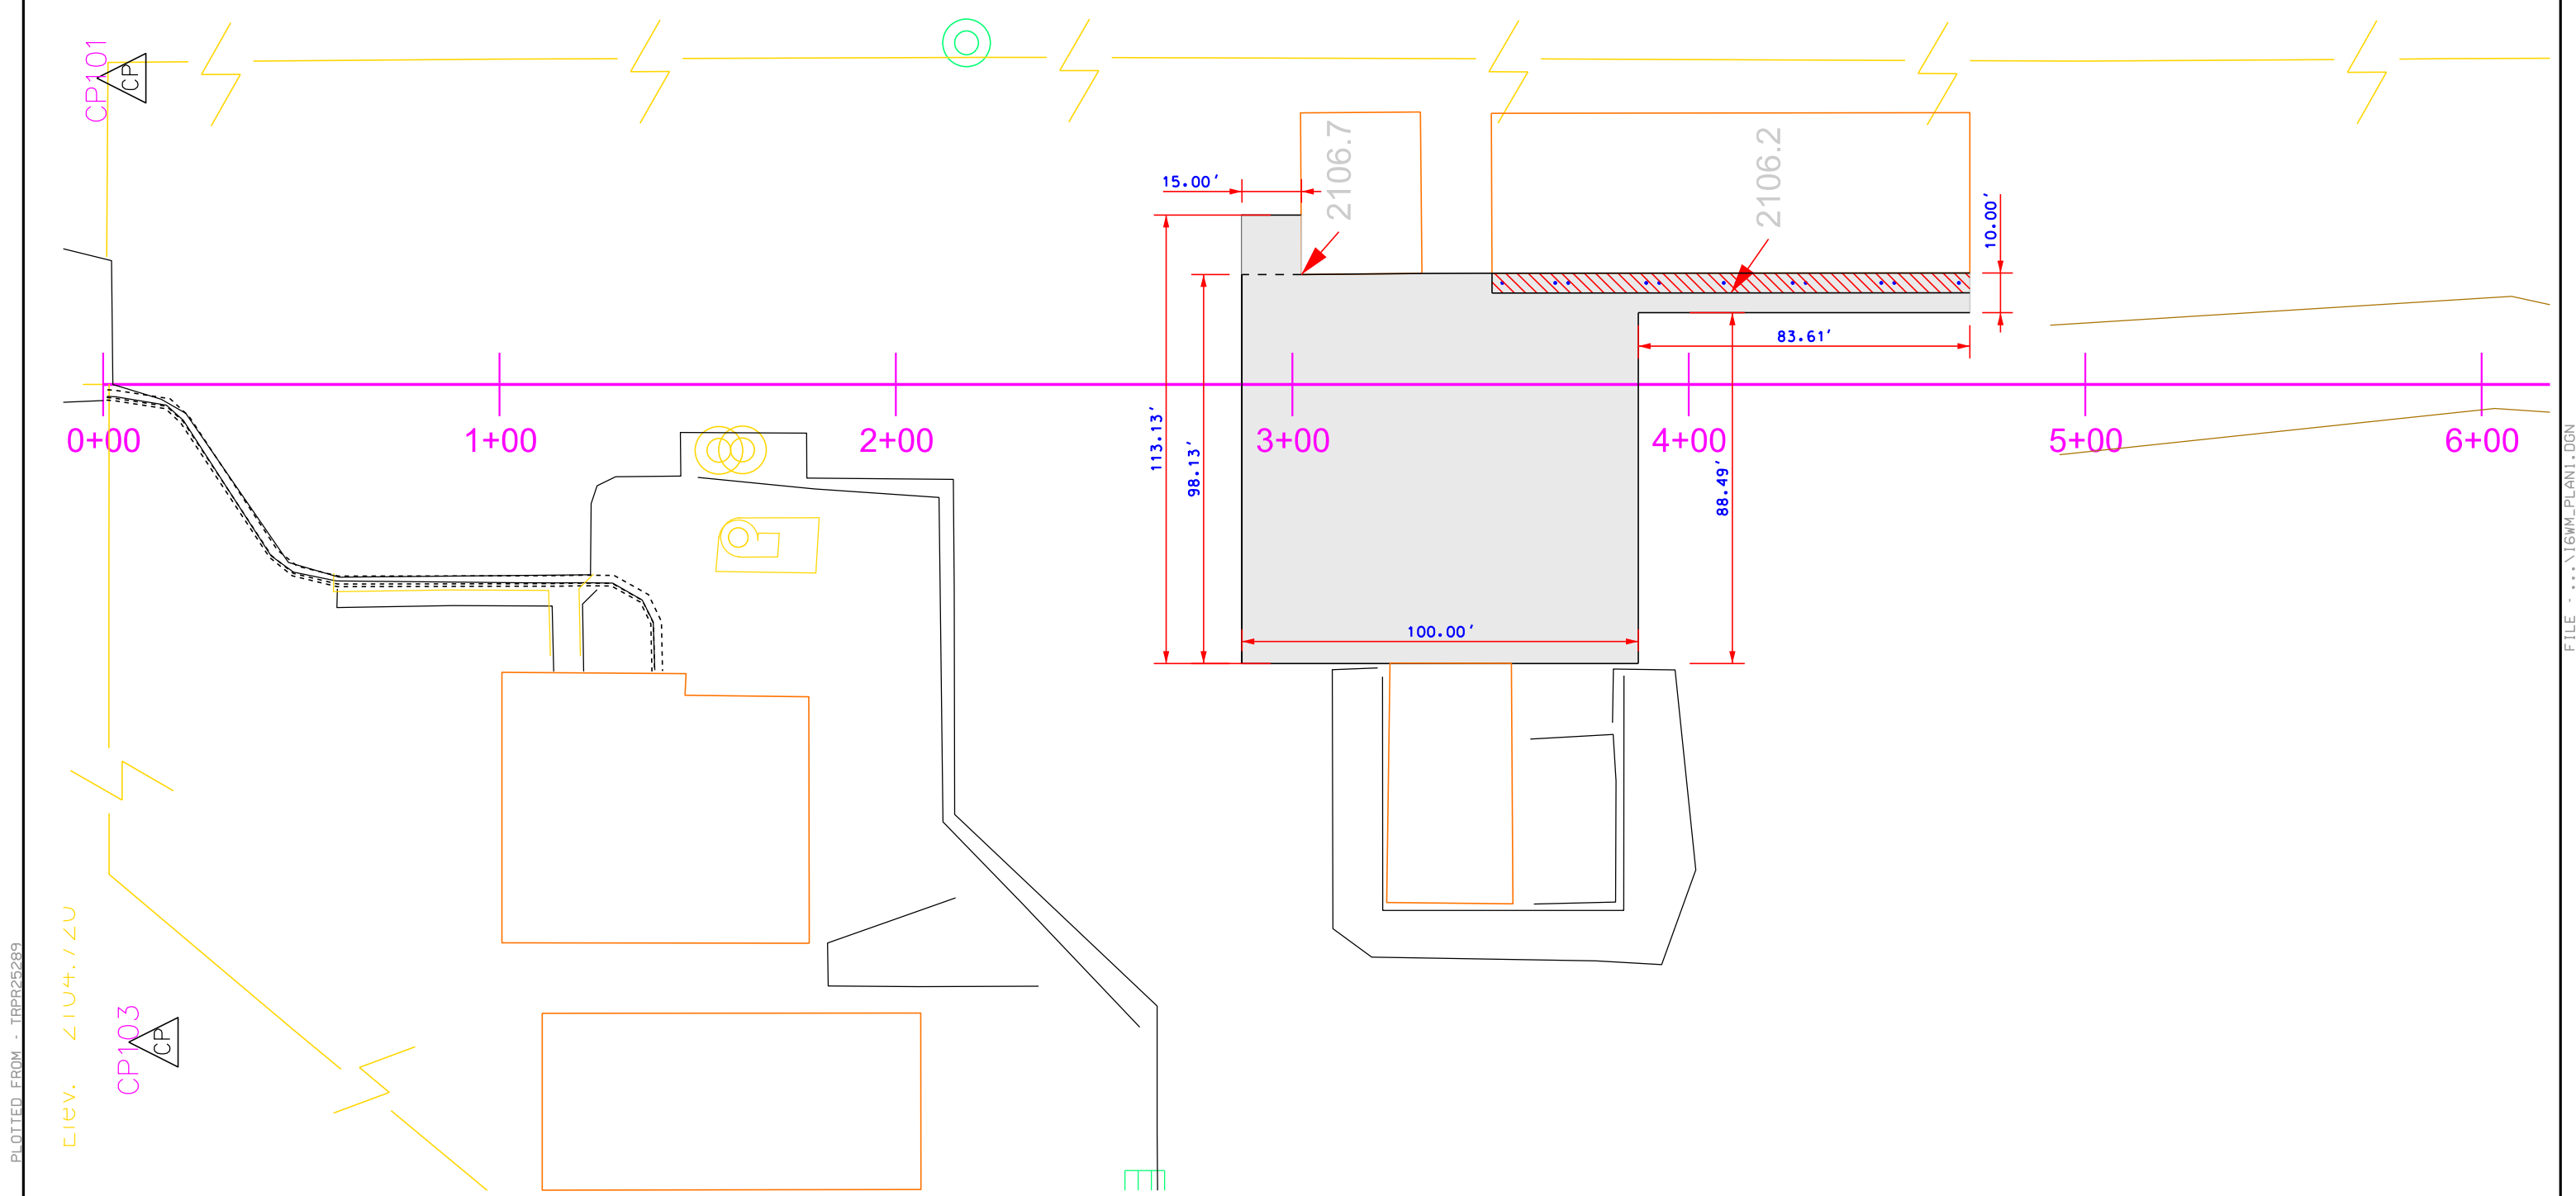 CP101
CP
2106.7
2106.2
15.00'
10.00'
83.61'
113.13'
98.13'
88.49'
100.00'
0+00
1+00
2+00
3+00
4+00
5+00
6+00
CP103
CP
PLOTTED FROM - TRPR25289
FILE - ...\I6WM_PLAN1.DGN